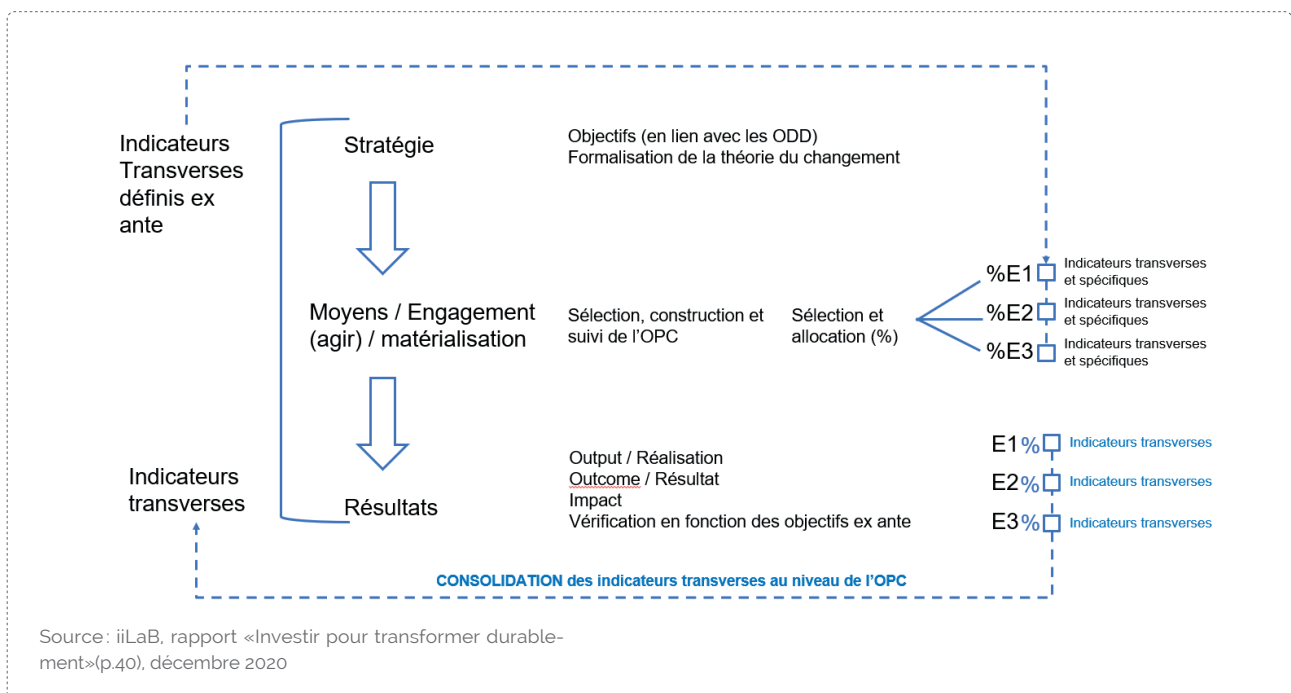 Indicateurs
Transverses
définis ex
ante
Stratégie
Objectifs (en lien avec les ODD)
Formalisation de la théorie du changement
Moyens / Engagement
(agir) / matérialisation
Sélection, construction et
suivi de l’OPC
Sélection et
allocation (%)
%E1
Indicateurs transverses
et spécifiques
%E2
Indicateurs transverses
et spécifiques
%E3
Indicateurs transverses
et spécifiques
Indicateurs
transverses
Résultats
Output / Réalisation
Outcome / Résultat
Impact
Vérification en fonction des objectifs ex ante
E1%
Indicateurs transverses
E2%
Indicateurs transverses
E3%
Indicateurs transverses
CONSOLIDATION des indicateurs transverses au niveau de l’OPC
Source : iiLaB, rapport «Investir pour transformer durable-
ment»(p.40), décembre 2020